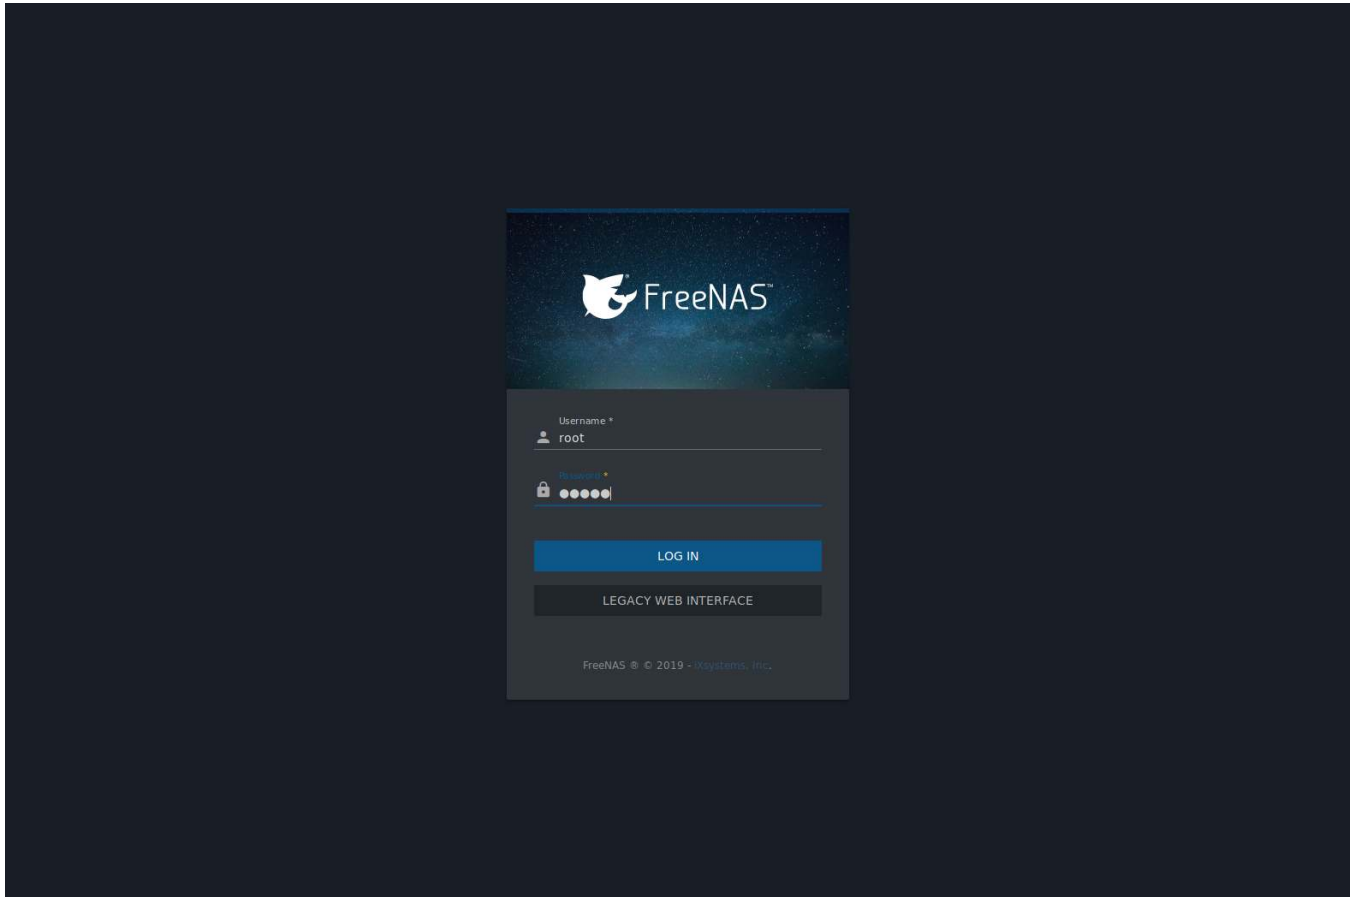 FreeNAS™
Username *
root
Password *
●●●●●
LOG IN
LEGACY WEB INTERFACE
FreeNAS ® © 2019 - iXsystems, Inc.